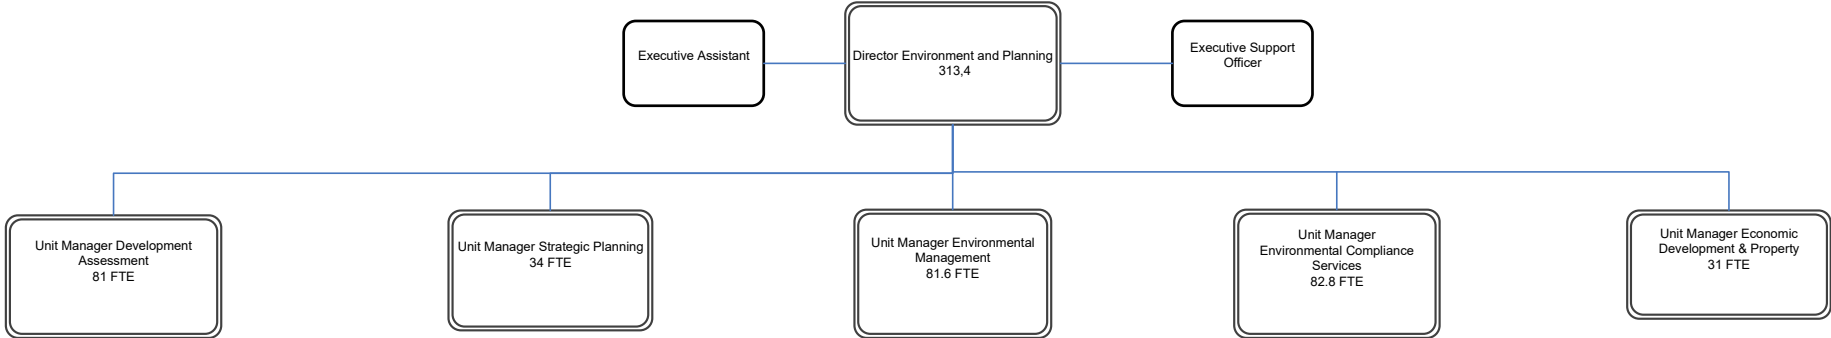 Executive Assistant
Director Environment and Planning
313,4
Executive Support
Officer
Unit Manager Development
Assessment
81 FTE
Unit Manager Strategic Planning
34 FTE
Unit Manager Environmental
Management
81.6 FTE
Unit Manager
Environmental Compliance
Services
82.8 FTE
Unit Manager Economic
Development & Property
31 FTE